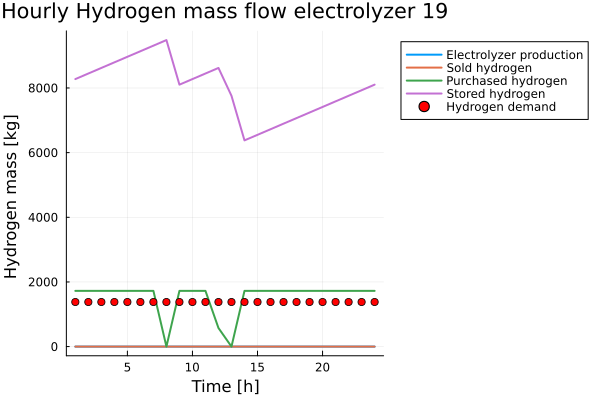 Hourly Hydrogen mass flow electrolyzer 19
Electrolyzer production
Sold hydrogen
Purchased hydrogen
Stored hydrogen
Hydrogen demand
Hydrogen mass [kg]
8000
6000
4000
2000
0
5
10
15
20
Time [h]